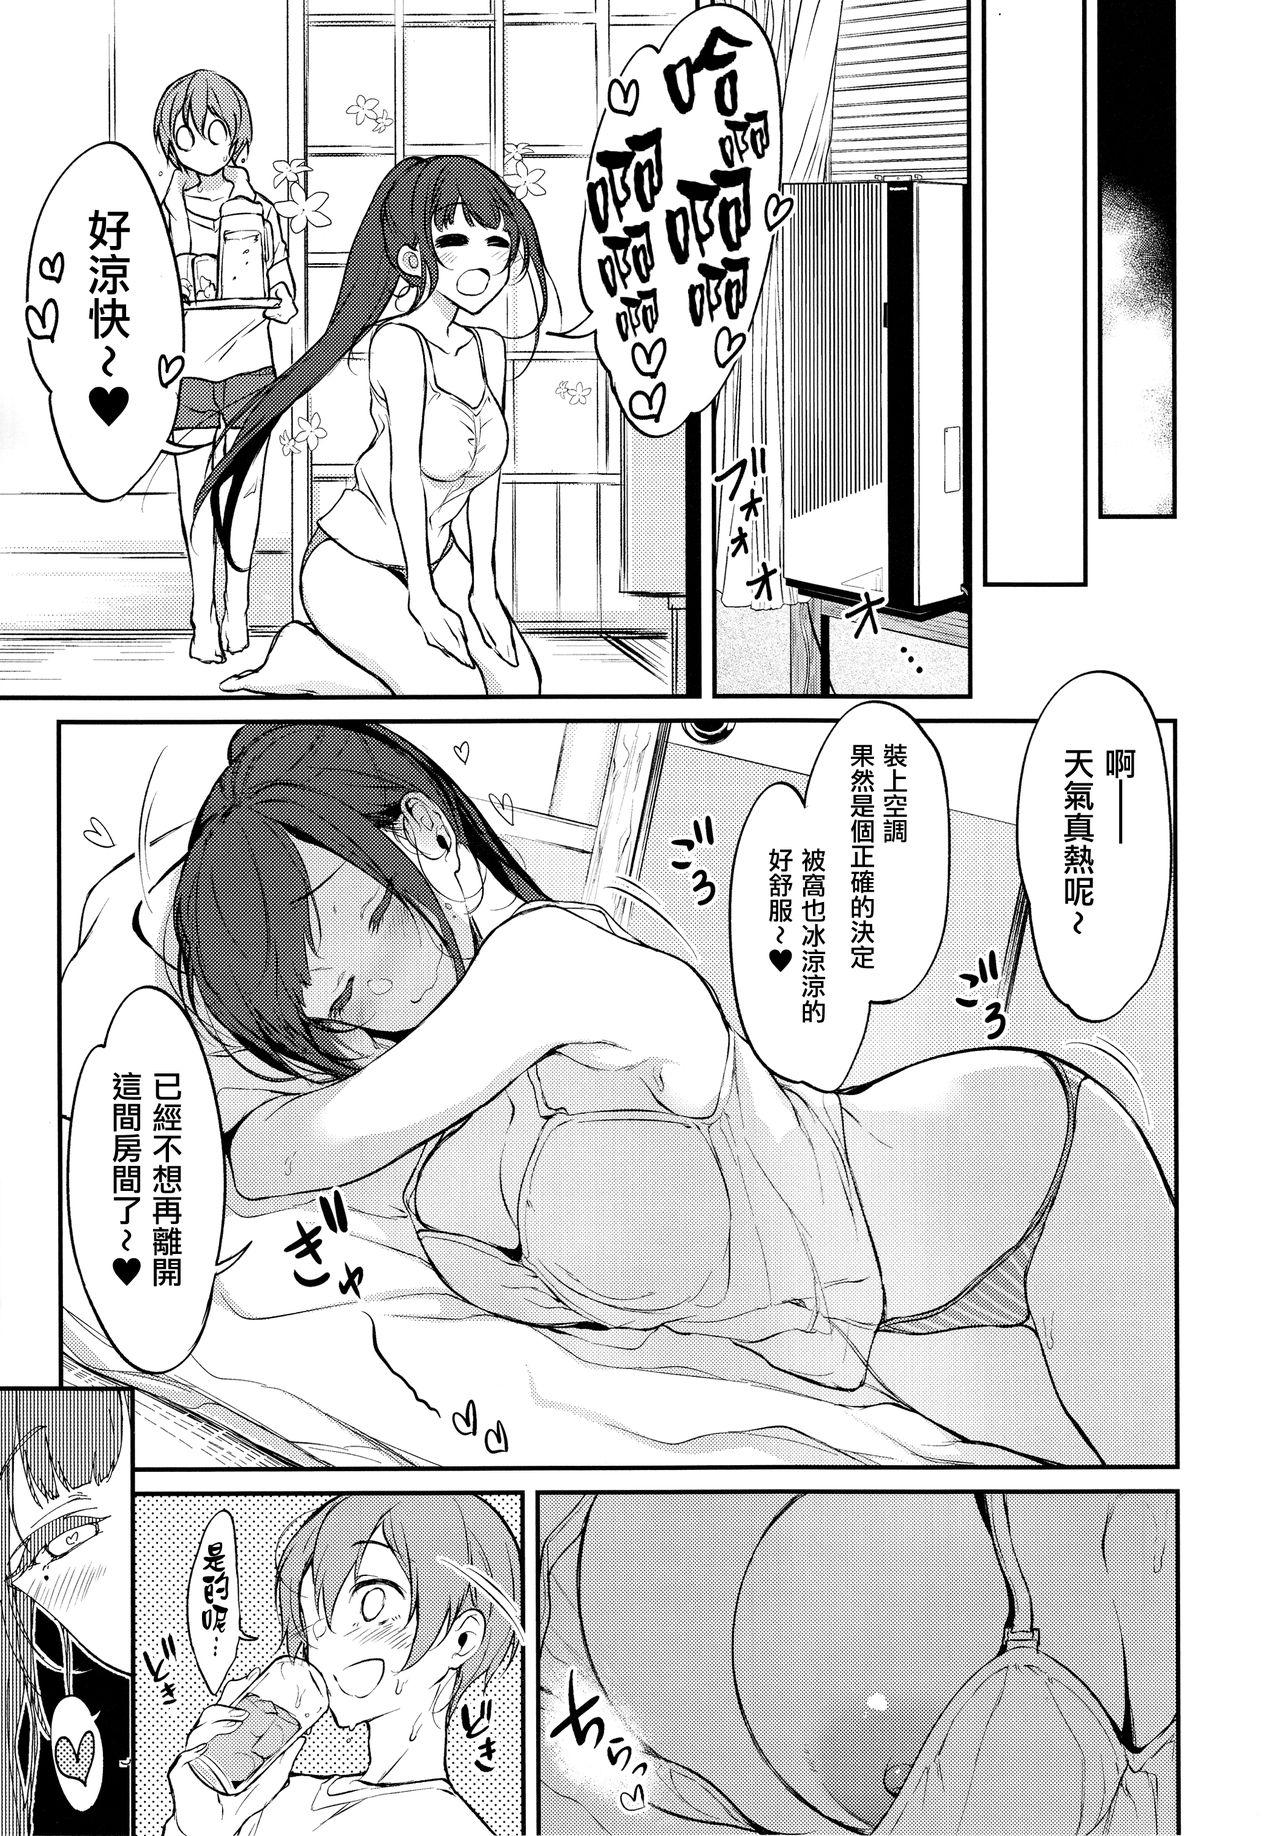 ブォォォオ…
哈啊啊啊
啊啊啊♡♡
好涼快～♥
啊──
天氣真熱呢～
裝上空調
果然是個正確的決定
被窩也冰涼涼的
好舒服～♥
ごろ
ごろ
ぎゅ
已經不想再離開
這間房間了～♥
ちらっ
是的呢…
どき
どき